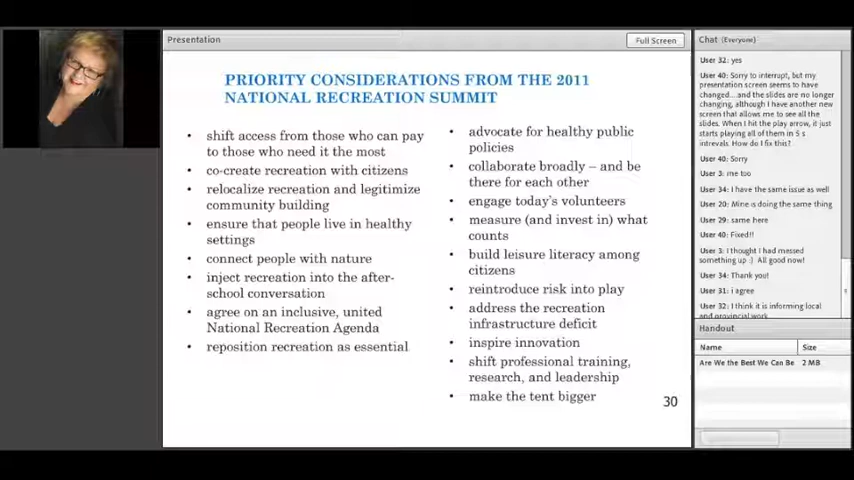 Presentation
Full Screen
PRIORITY CONSIDERATIONS FROM THE 2011
NATIONAL RECREATION SUMMIT
• shift access from those who can pay
to those who need it the most
• co-create recreation with citizens
• relocalize recreation and legitimize
community building
• ensure that people live in healthy
settings
• connect people with nature
• inject recreation into the after-
school conversation
• agree on an inclusive, united
National Recreation Agenda
• reposition recreation as essential
• advocate for healthy public
policies
• collaborate broadly – and be
there for each other
• engage today's volunteers
• measure (and invest in) what
counts
• build leisure literacy among
citizens
• reintroduce risk into play
• address the recreation
infrastructure deficit
• inspire innovation
• shift professional training,
research, and leadership
• make the tent bigger
30
Chat (Everyone)
User 32: yes
User 40: Sorry to interrupt, but my
presentation screen seems to have
changed....and the slides are no longer
changing, although I have another new
screen that allows me to see all the
slides. When I hit the play arrow, it just
starts playing all of them in 5 s
intrevals. How do I fix this?
User 40: Sorry
User 3: me too
User 34: I have the same issue as well
User 20: Mine is doing the same thing
User 29: same here
User 40: Fixed!!
User 3: I thought I had messed
something up :) All good now!
User 34: Thank you!
User 31: i agree
User 32: I think it is informing local
and provincial work
Handout
Name Size
Are We the Best We Can Be 2 MB